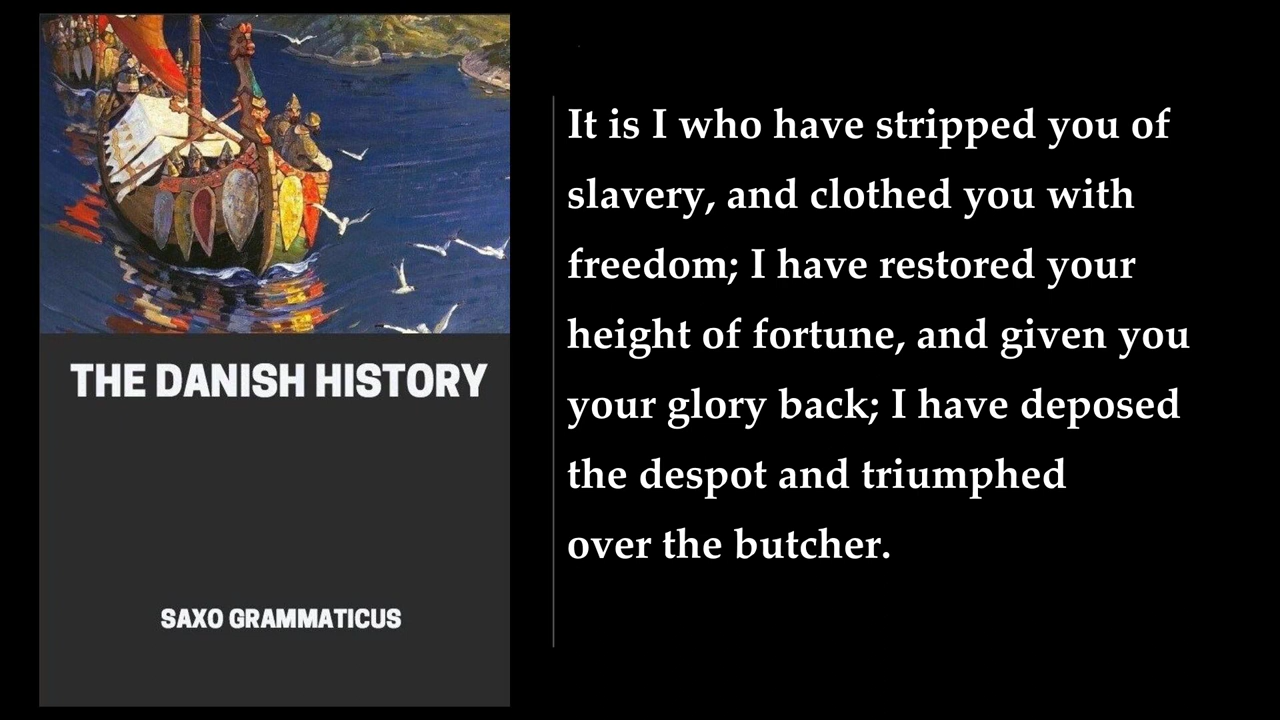 THE DANISH HISTORY
SAXO GRAMMATICUS
It is I who have stripped you of
slavery, and clothed you with
freedom; I have restored your
height of fortune, and given you
your glory back; I have deposed
the despot and triumphed
over the butcher.